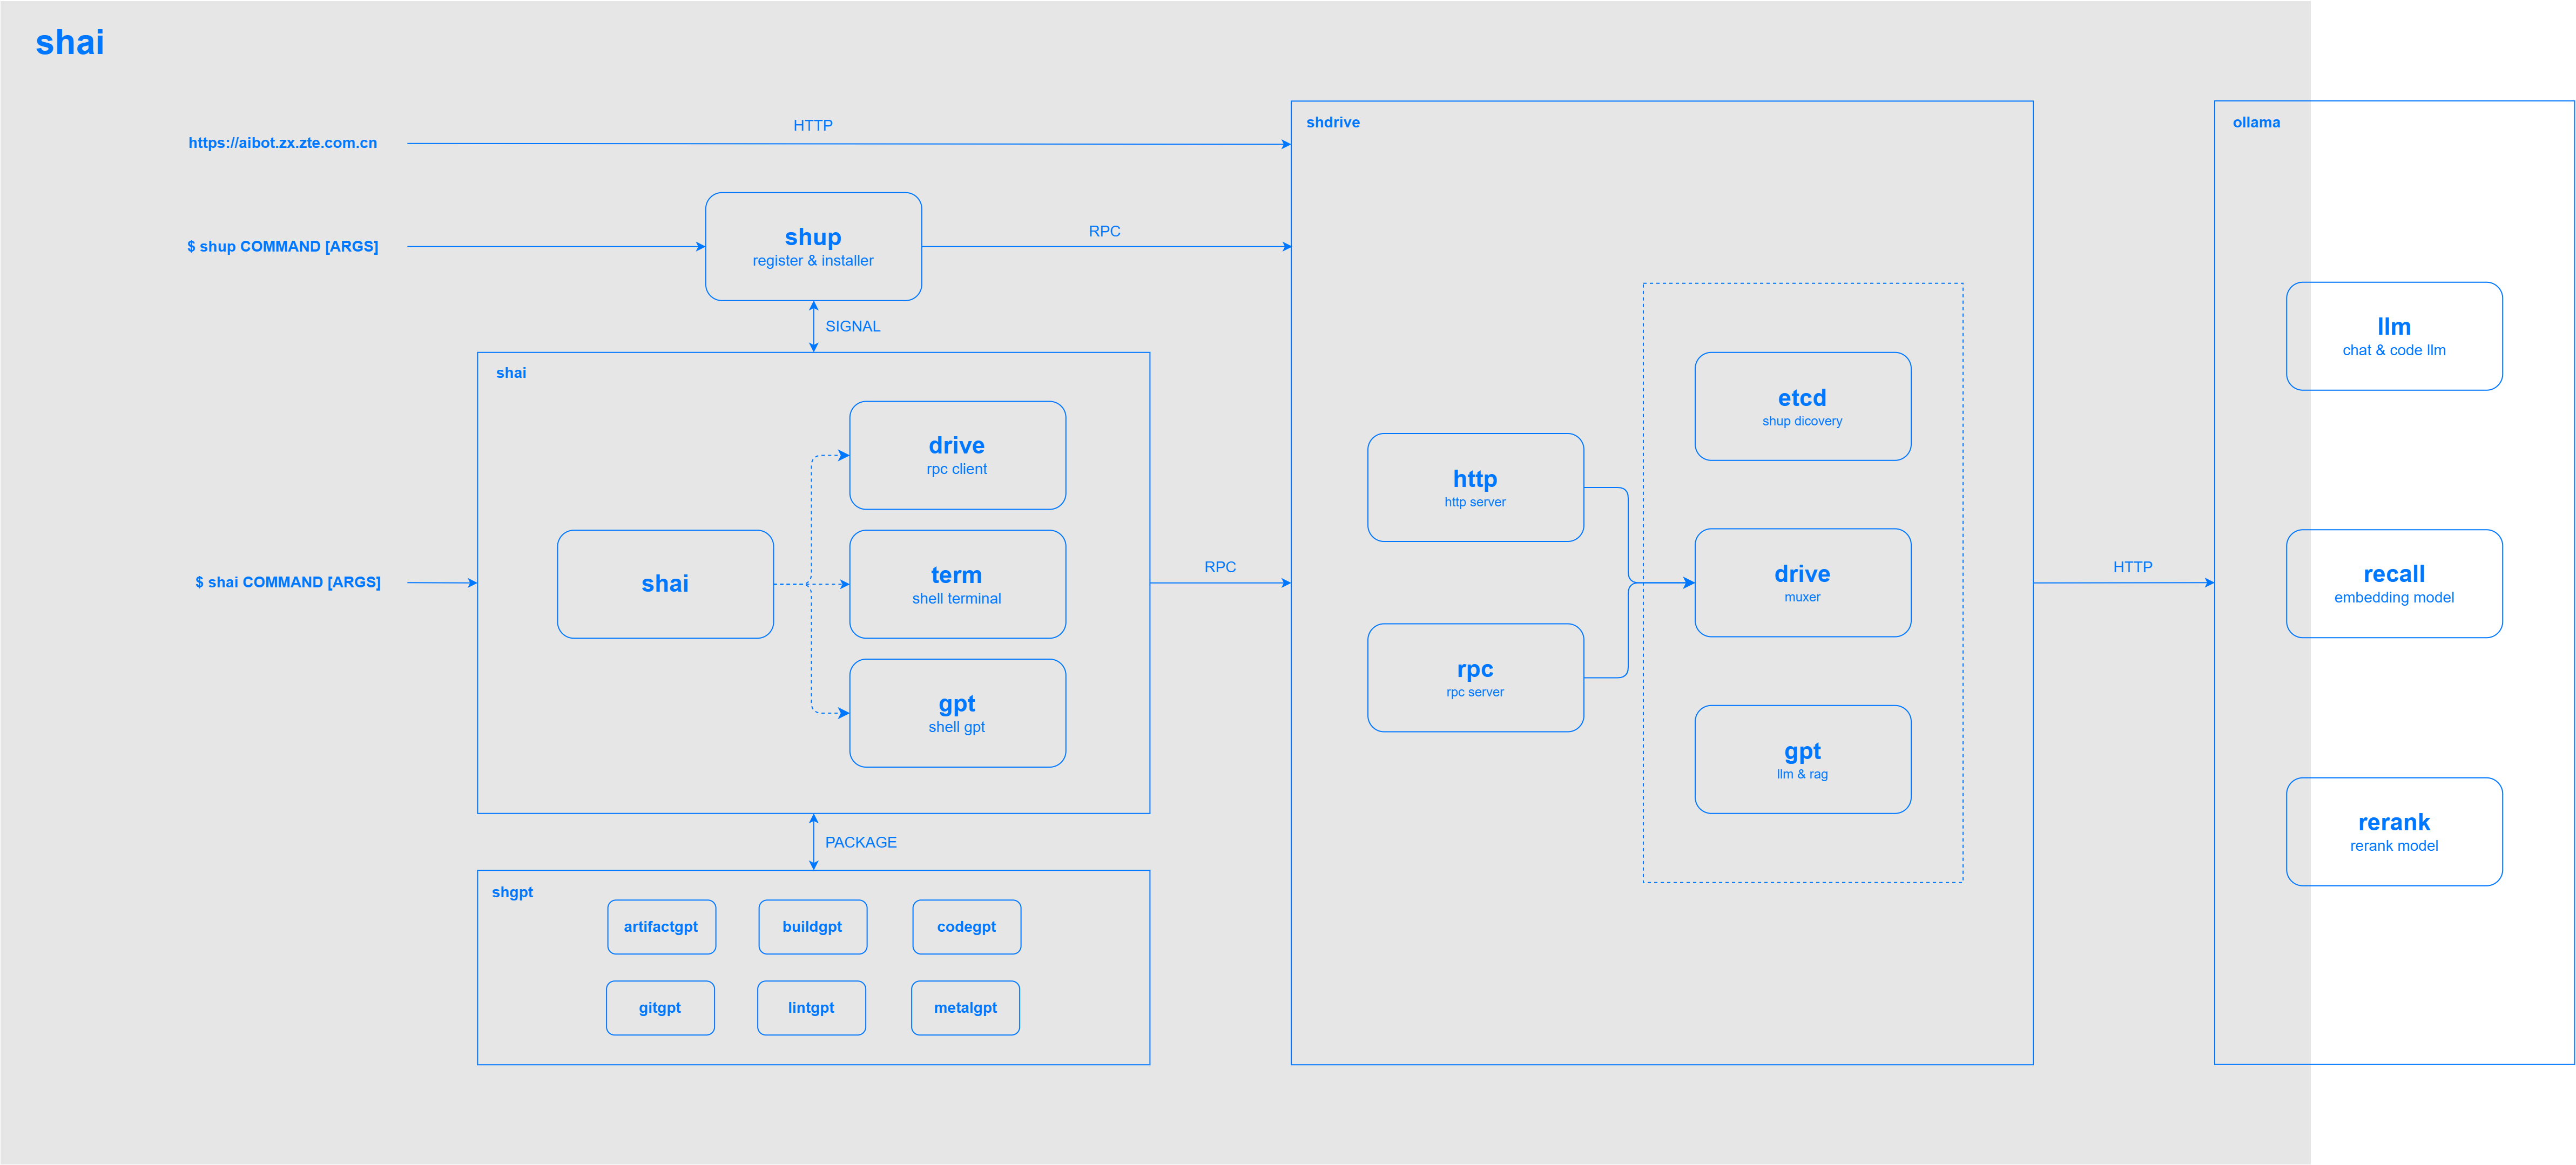 shai
https://aibot.zx.zte.com.cn
HTTP
$ shup COMMAND [ARGS]
shup
register & installer
RPC
SIGNAL
$ shai COMMAND [ARGS]
shai
shai
drive
rpc client
term
shell terminal
gpt
shell gpt
RPC
PACKAGE
shgpt
artifactgpt
buildgpt
codegpt
gitgpt
lintgpt
metalgpt
shdrive
http
http server
rpc
rpc server
etcd
shup dicovery
drive
muxer
gpt
llm & rag
HTTP
ollama
llm
chat & code llm
recall
embedding model
rerank
rerank model